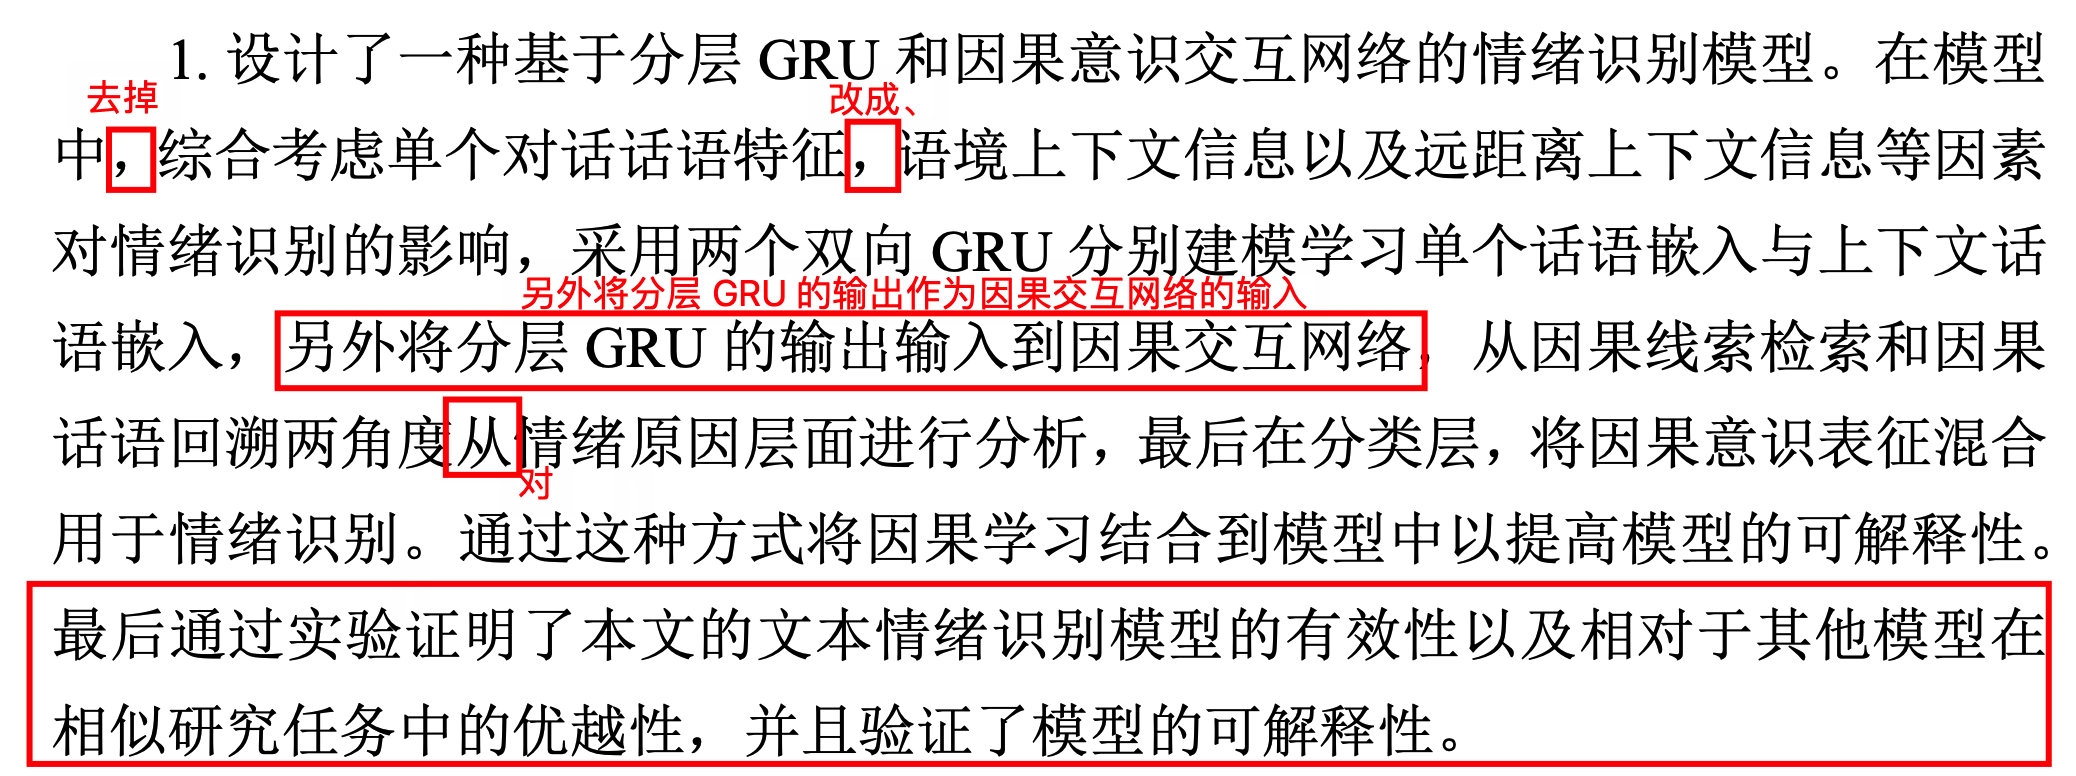 1. 设计了一种基于分层 GRU 和因果意识交互网络的情绪识别模型。在模型
去掉
改成、
中，综合考虑单个对话话语特征，语境上下文信息以及远距离上下文信息等因素
对情绪识别的影响，采用两个双向 GRU 分别建模学习单个话语嵌入与上下文话
另外将分层 GRU 的输出作为因果交互网络的输入
语嵌入，另外将分层 GRU 的输出输入到因果交互网络，从因果线索检索和因果
话语回溯两角度从情绪原因层面进行分析，最后在分类层，将因果意识表征混合
对
用于情绪识别。通过这种方式将因果学习结合到模型中以提高模型的可解释性。
最后通过实验证明了本文的文本情绪识别模型的有效性以及相对于其他模型在
相似研究任务中的优越性，并且验证了模型的可解释性。